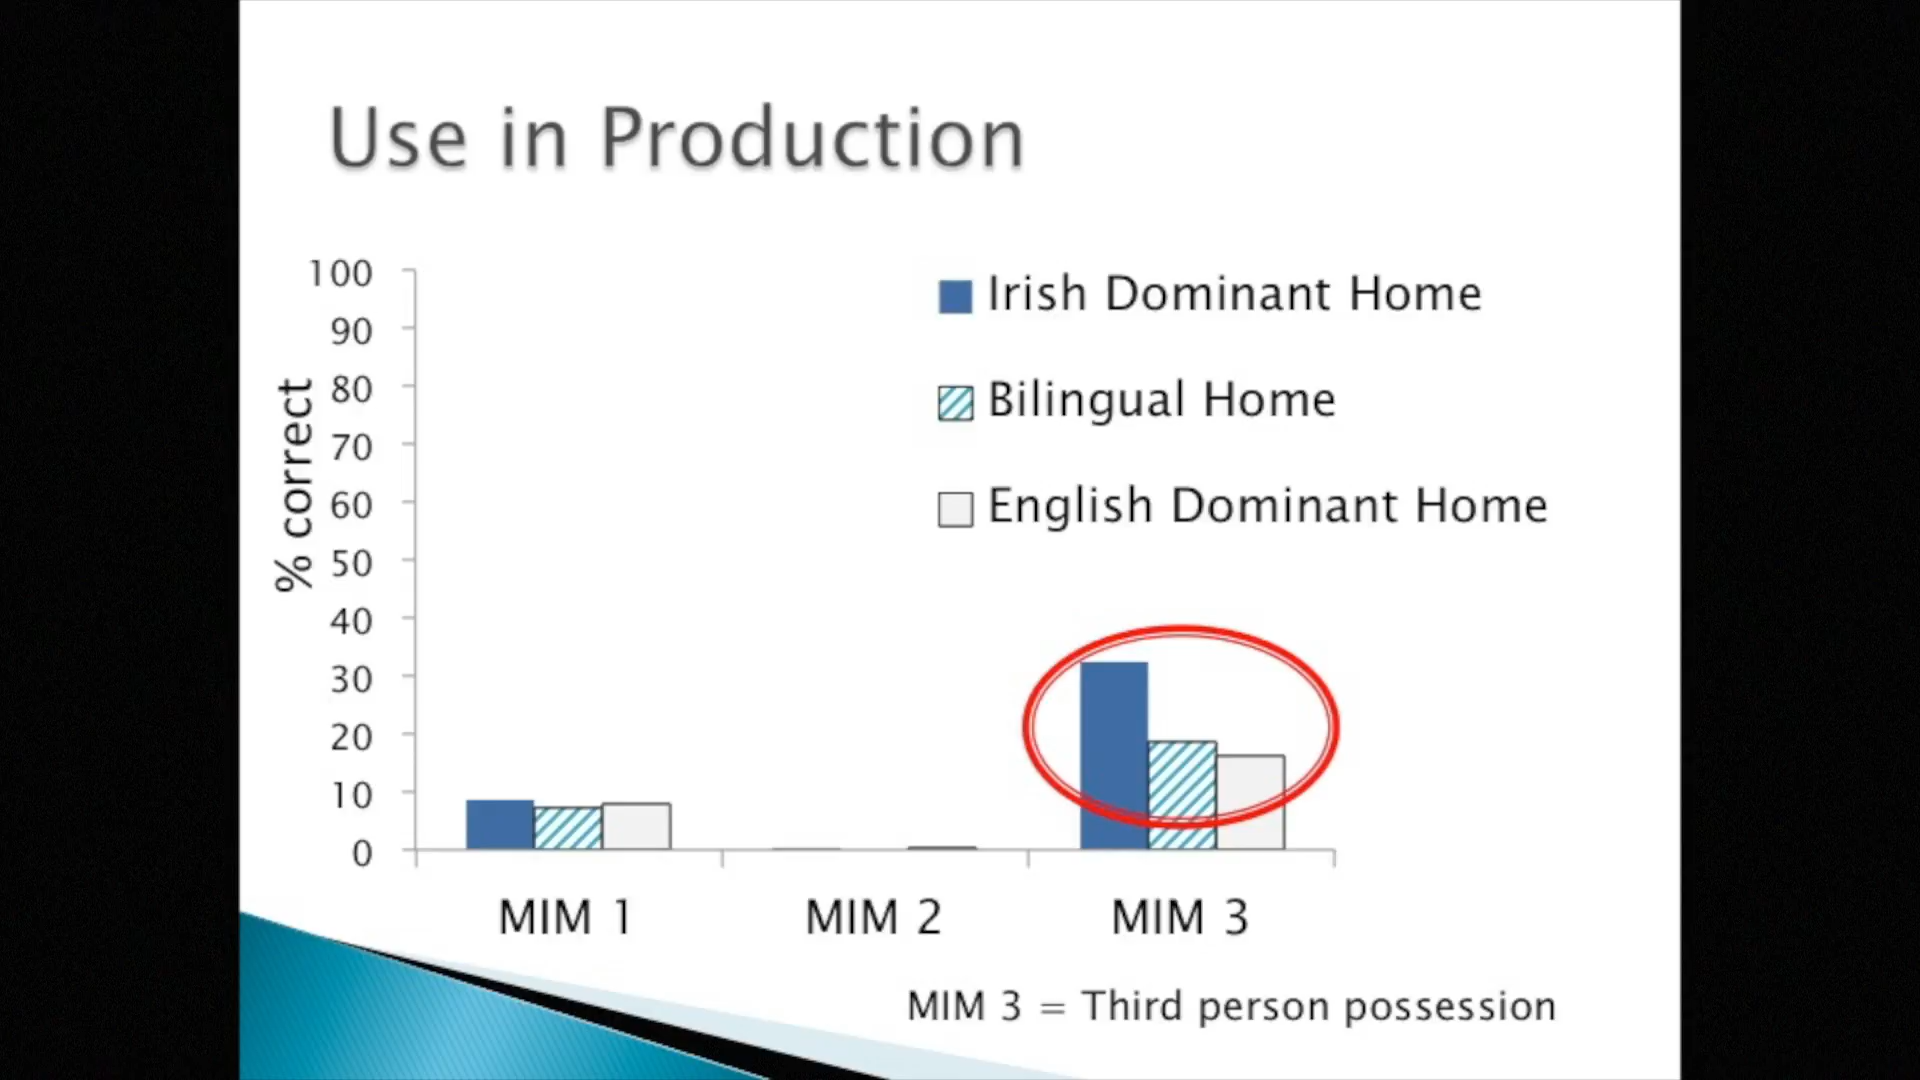 Use in Production
% correct
100
90
80
70
60
50
40
30
20
10
0
Irish Dominant Home
Bilingual Home
English Dominant Home
MIM 1
MIM 2
MIM 3
MIM 3 = Third person possession